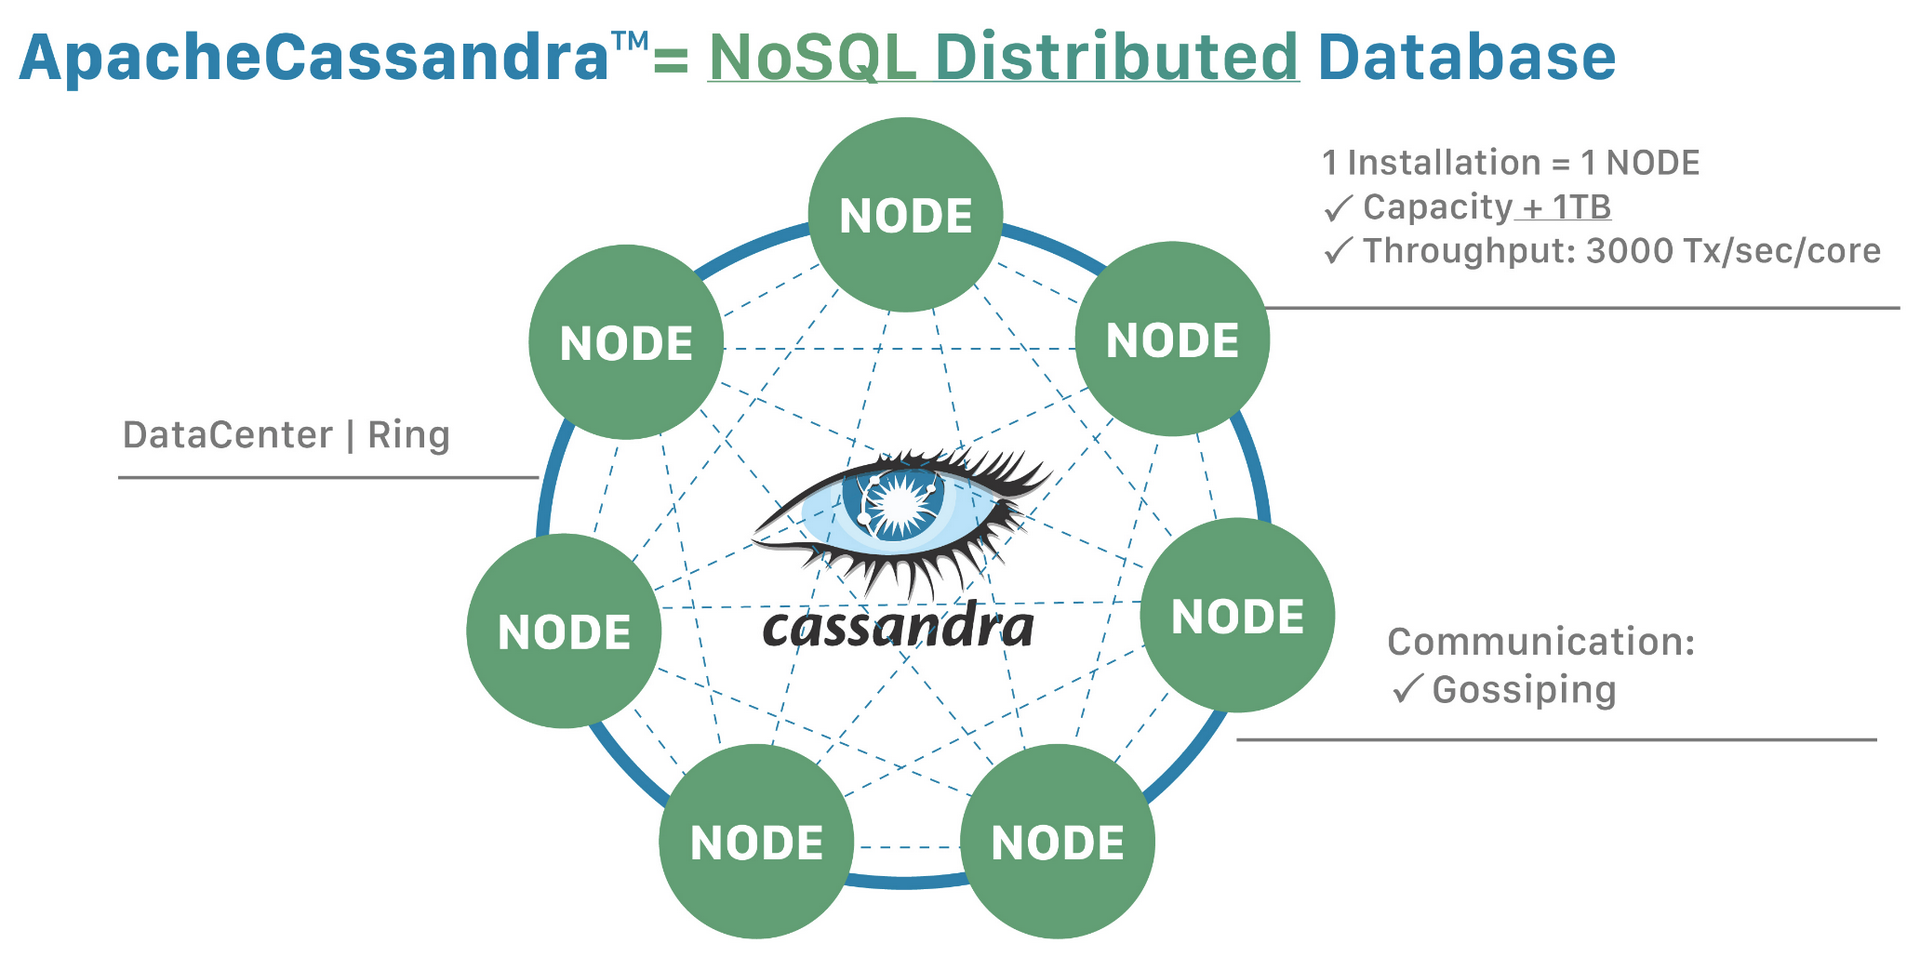 ApacheCassandra™= NoSQL Distributed Database
1 Installation = 1 NODE
✓ Capacity + 1TB
✓ Throughput: 3000 Tx/sec/core
NODE
NODE
NODE
DataCenter | Ring
NODE
NODE
cassandra
Communication:
✓ Gossiping
NODE
NODE